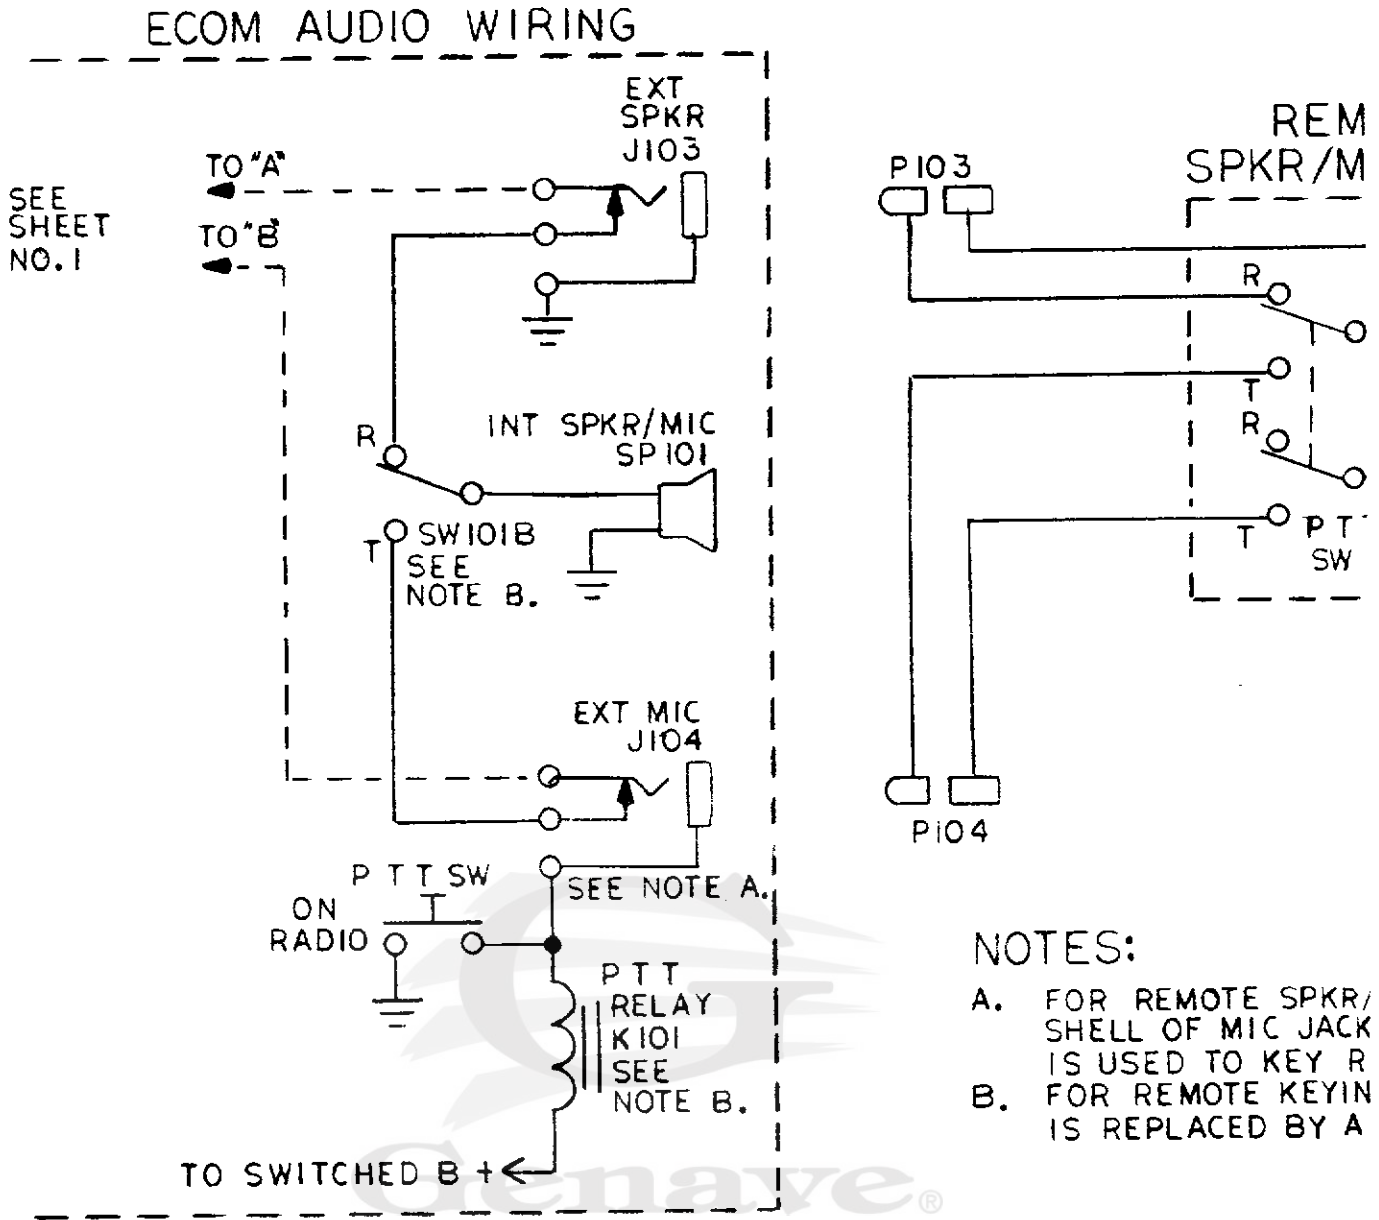 ECOM AUDIO WIRING
EXT
SPKR
J103
TO "A"
SEE
SHEET
NO. 1
TO "B"
R
INT SPKR/MIC
SP101
T
SW101B
SEE
NOTE B.
EXT MIC
J104
SEE NOTE A.
PTT SW
ON
RADIO
PTT
RELAY
K101
SEE
NOTE B.
TO SWITCHED B +
P103
REM
SPKR/M
R
T
R
T
PT
SW
P104
NOTES:
A. FOR REMOTE SPKR/
SHELL OF MIC JACK
IS USED TO KEY R
B. FOR REMOTE KEYIN
IS REPLACED BY A
Genave®